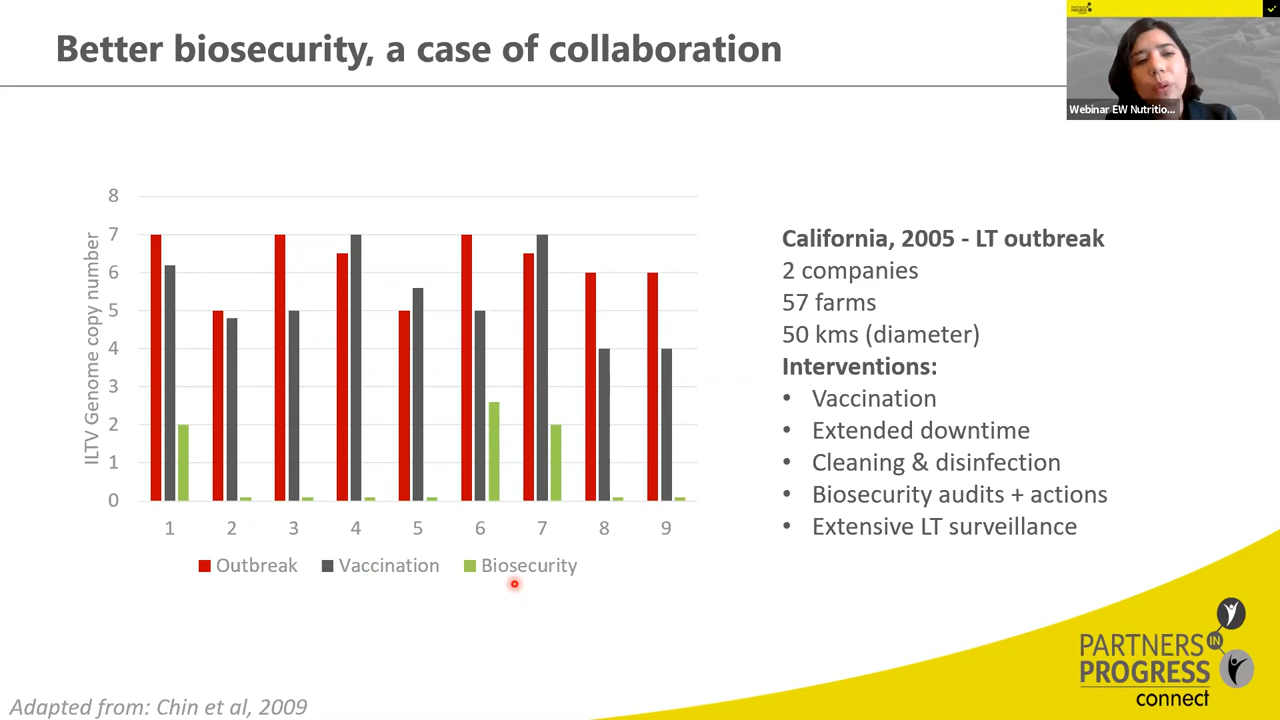 Better biosecurity, a case of collaboration
Webinar EW Nutritio...
8
7
6
5
4
3
2
1
0
ILTV Genome copy number
1 2 3 4 5 6 7 8 9
Outbreak Vaccination Biosecurity
California, 2005 - LT outbreak
2 companies
57 farms
50 kms (diameter)
Interventions:
• Vaccination
• Extended downtime
• Cleaning & disinfection
• Biosecurity audits + actions
• Extensive LT surveillance
Adapted from: Chin et al, 2009
PARTNERS IN
PROGRESS
connect